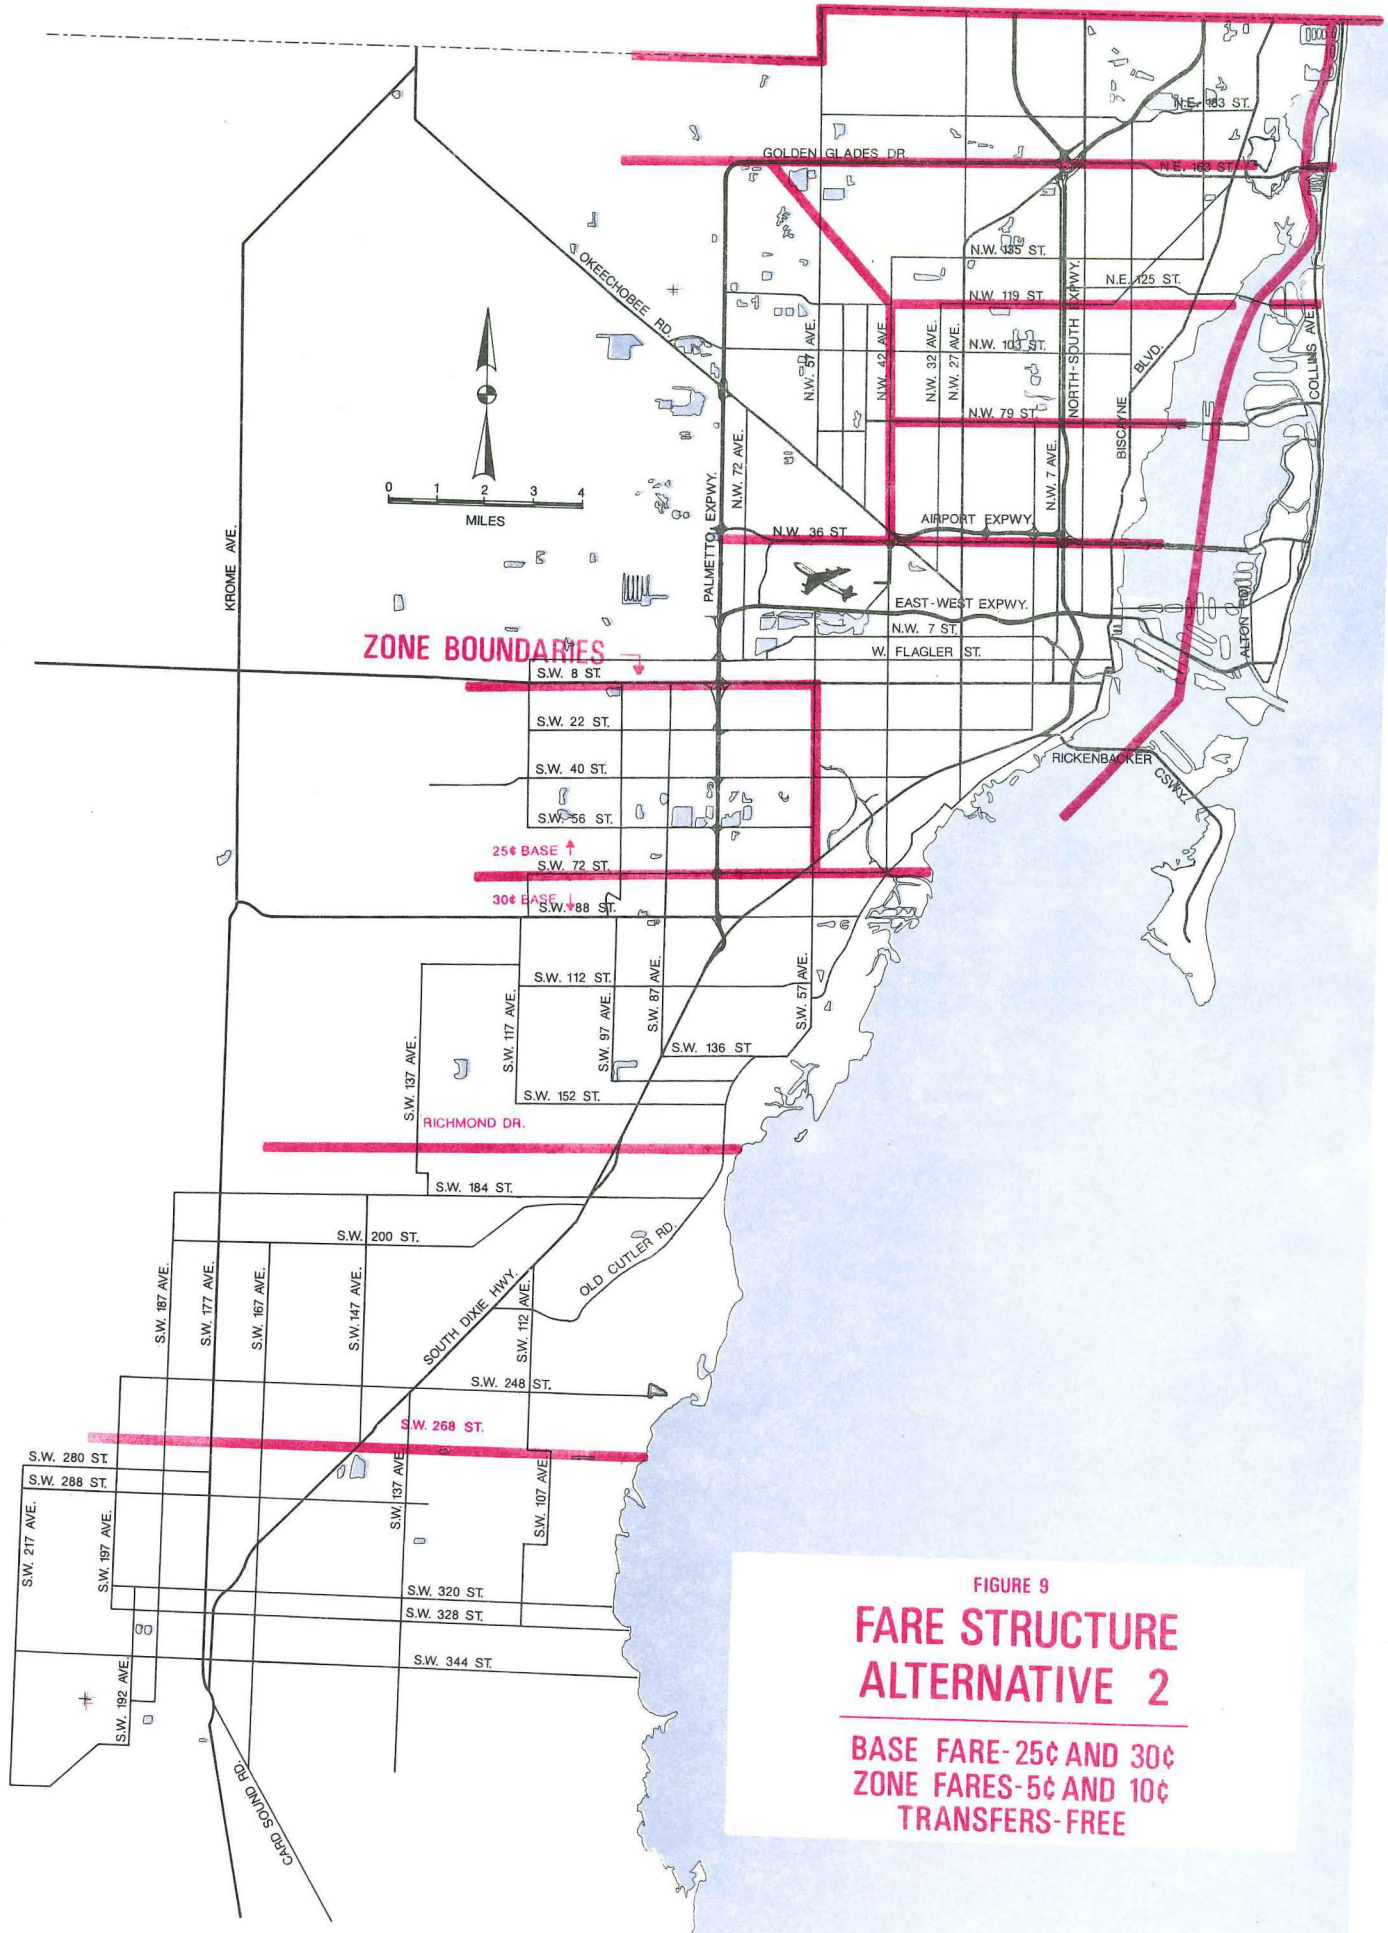 N.E. 183 ST.
GOLDEN GLADES DR.
N.E. 163 ST.
N.W. 135 ST.
N.E. 125 ST.
N.W. 119 ST.
N.W. 103 ST.
OKEECHOBEE RD.
N.W. 57 AVE.
N.W. 42 AVE.
N.W. 32 AVE.
N.W. 27 AVE.
NORTH-SOUTH EXPWY.
BISCAYNE BLVD.
COLLINS AVE.
N.W. 79 ST.
N.W. 7 AVE.
N.W. 72 AVE.
PALMETTO EXPWY.
0 1 2 3 4
MILES
KROME AVE.
N.W. 36 ST.
AIRPORT EXPWY.
EAST-WEST EXPWY.
N.W. 7 ST.
W. FLAGLER ST.
ALTON RD.
ZONE BOUNDARIES
S.W. 8 ST.
S.W. 22 ST.
S.W. 40 ST.
S.W. 56 ST.
RICKENBACKER CSWY.
25¢ BASE
S.W. 72 ST.
30¢ BASE
S.W. 88 ST.
S.W. 112 ST.
S.W. 137 AVE.
S.W. 117 AVE.
S.W. 97 AVE.
S.W. 87 AVE.
S.W. 57 AVE.
S.W. 136 ST
S.W. 152 ST.
RICHMOND DR.
S.W. 184 ST.
S.W. 200 ST.
OLD CUTLER RD.
SOUTH DIXIE HWY.
S.W. 187 AVE.
S.W. 177 AVE.
S.W. 167 AVE.
S.W. 147 AVE.
S.W. 112 AVE.
S.W. 248 ST.
S.W. 268 ST.
S.W. 280 ST.
S.W. 288 ST.
S.W. 217 AVE.
S.W. 197 AVE.
S.W. 137 AVE.
S.W. 107 AVE.
S.W. 320 ST.
S.W. 328 ST.
S.W. 344 ST.
S.W. 192 AVE.
CARD SOUND RD.
FIGURE 9
FARE STRUCTURE
ALTERNATIVE 2
BASE FARE-25¢ AND 30¢
ZONE FARES-5¢ AND 10¢
TRANSFERS-FREE